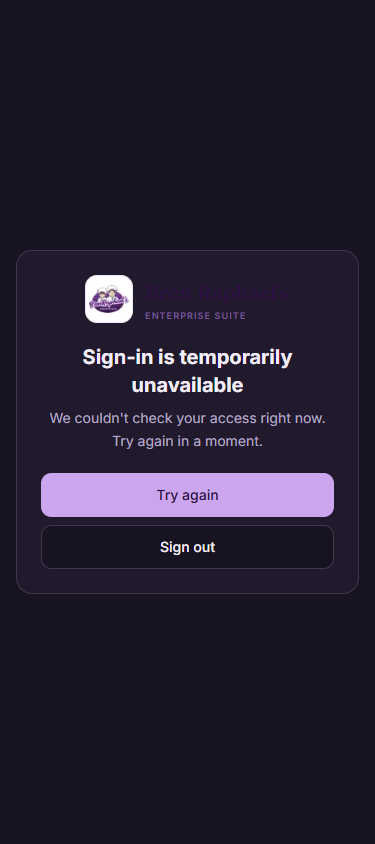 ENTERPRISE SUITE
Sign-in is temporarily
unavailable
We couldn't check your access right now.
Try again in a moment.
Try again
Sign out